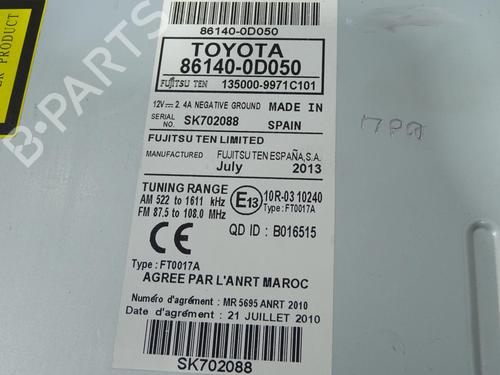 ER PRODUCT
86140-0D050
TOYOTA
86140-0D050
FUJITSU TEN 135000-9971C101
12V 2.4A NEGATIVE GROUND MADE IN
SERIAL NO. SK702088 SPAIN
FUJITSU TEN LIMITED
MANUFACTURED FUJITSU TEN ESPAÑA,S.A.
July 2013
TUNING RANGE
AM 522 to 1611 kHz
FM 87.5 to 108.0 MHz
E13 10R-03 10240
Type: FT0017A
QD ID : B016515
CE
Type : FT0017A
AGREE PAR L'ANRT MAROC
Numéro d'agrément : MR 5695 ANRT 2010
Date d'agrément : 21 JUILLET 2010
SK702088
B-Parts